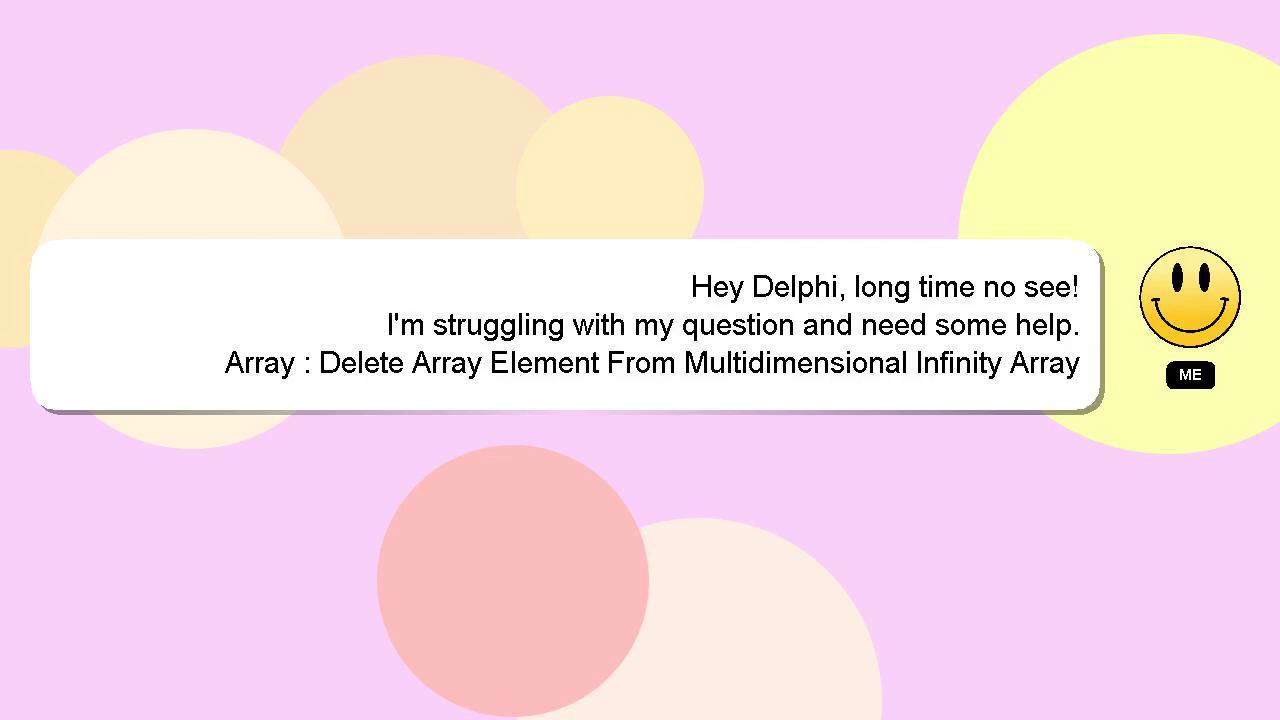 Hey Delphi, long time no see!
I'm struggling with my question and need some help.
Array : Delete Array Element From Multidimensional Infinity Array
ME